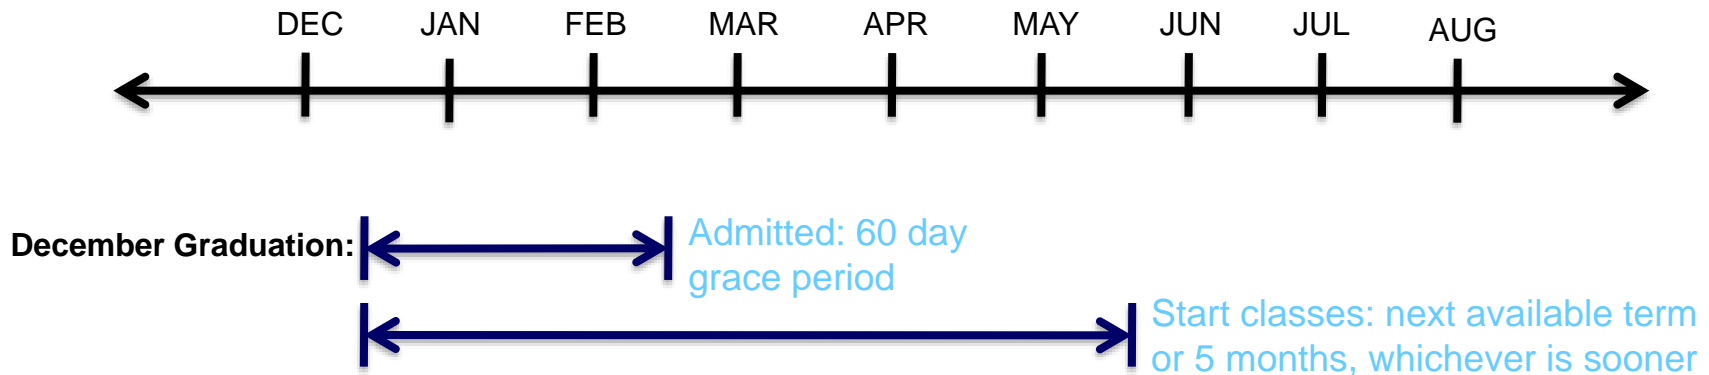 DEC JAN FEB MAR APR MAY JUN JUL AUG
December Graduation:
Admitted: 60 day
grace period
Start classes: next available term
or 5 months, whichever is sooner